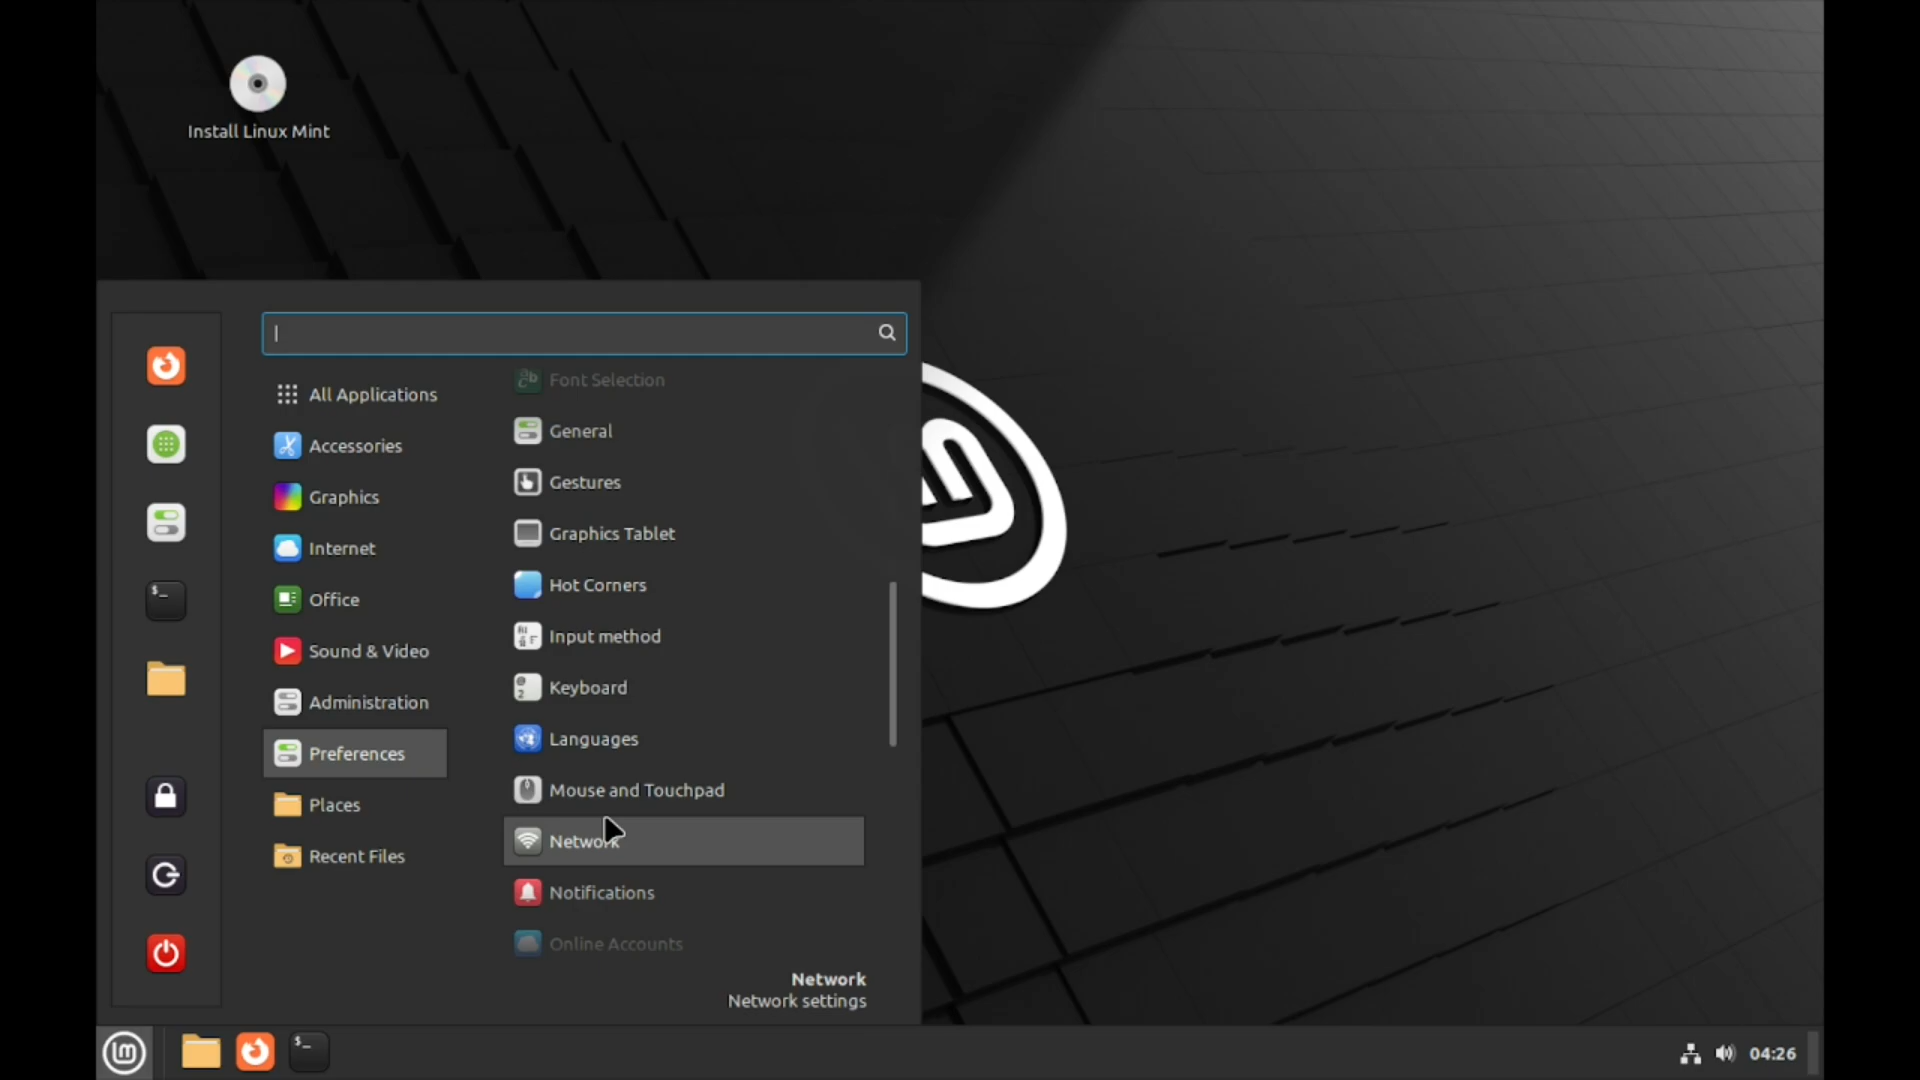 Install Linux Mint
All Applications
Accessories
Graphics
Internet
Office
Sound & Video
Administration
Preferences
Places
Recent Files
Font Selection
General
Gestures
Graphics Tablet
Hot Corners
Input method
Keyboard
Languages
Mouse and Touchpad
Network
Notifications
Online Accounts
Network
Network settings
04:26